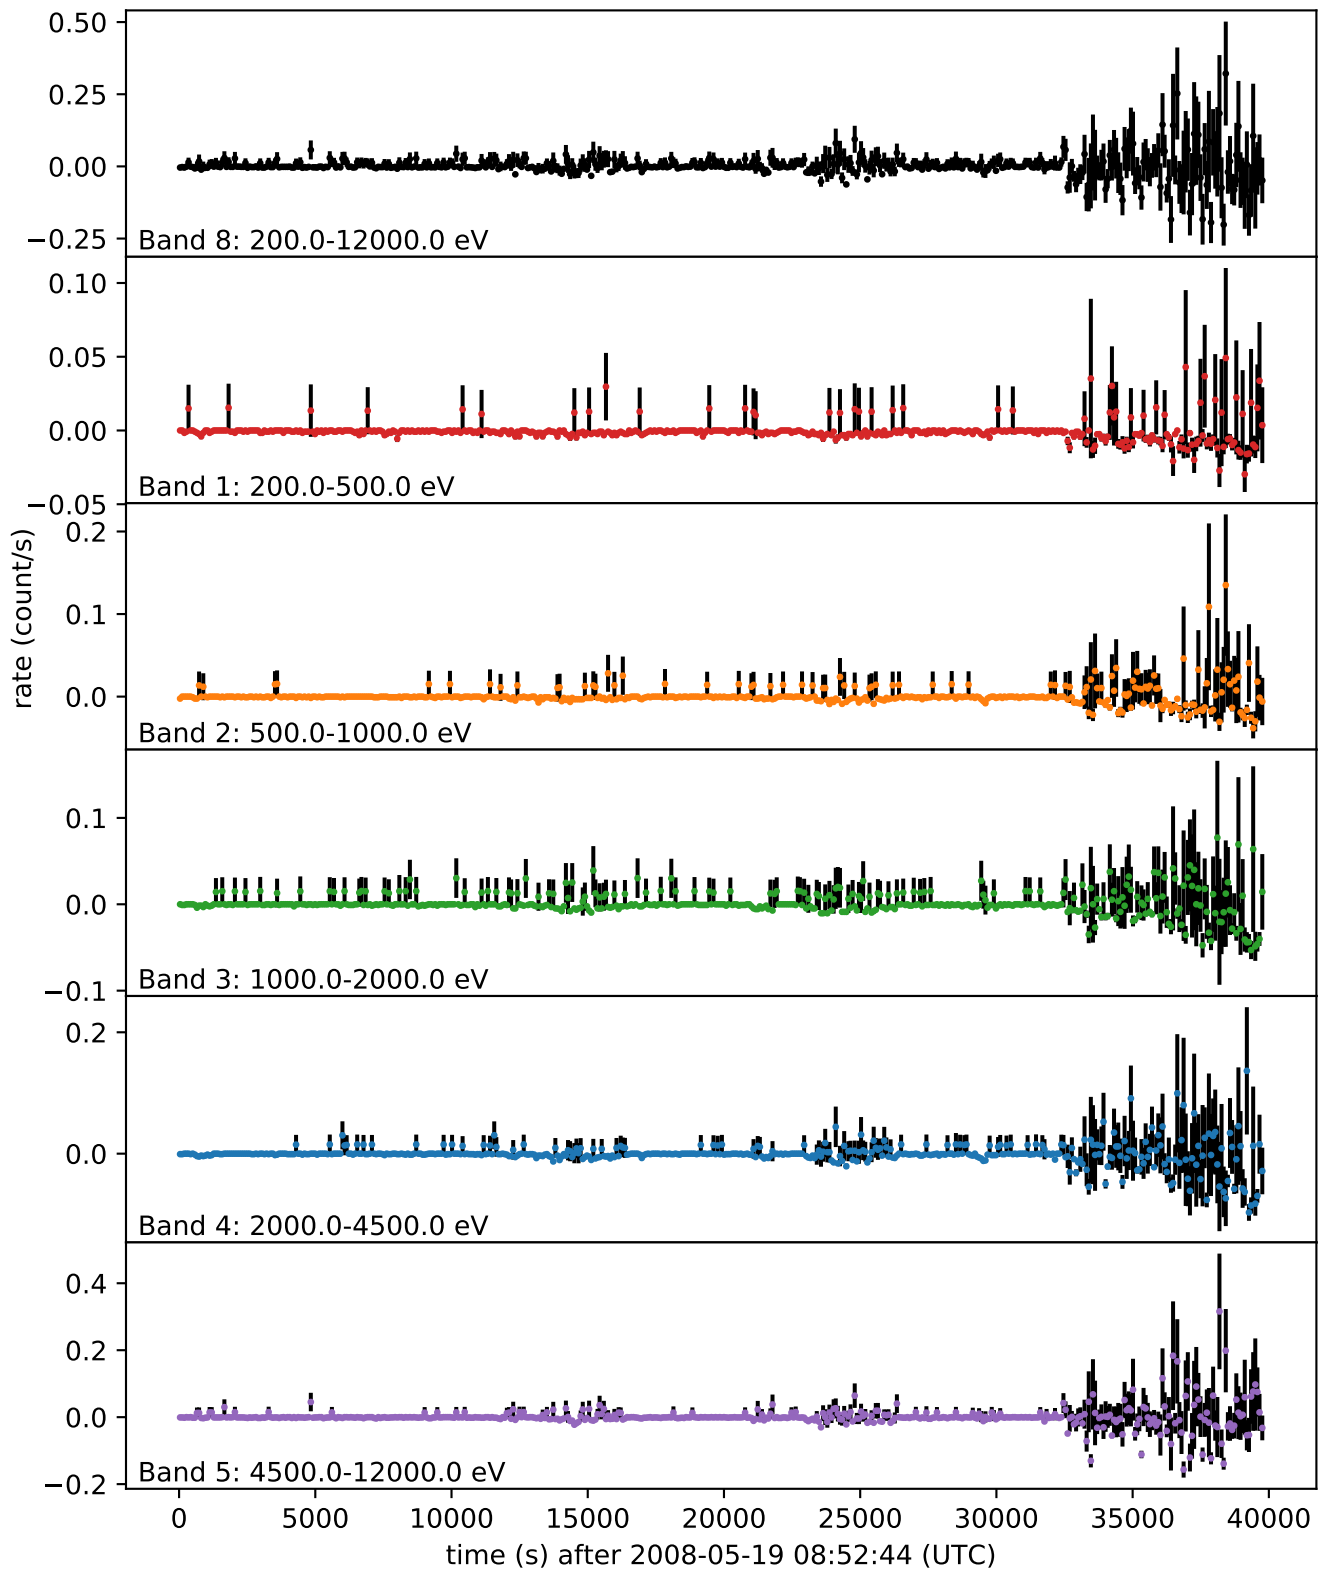 0.50
0.25
0.00
−0.25
Band 8: 200.0-12000.0 eV
0.10
0.05
0.00
−0.05
Band 1: 200.0-500.0 eV
rate (count/s)
0.2
0.1
0.0
Band 2: 500.0-1000.0 eV
0.1
0.0
−0.1
Band 3: 1000.0-2000.0 eV
0.2
0.0
Band 4: 2000.0-4500.0 eV
0.4
0.2
0.0
−0.2
Band 5: 4500.0-12000.0 eV
0 5000 10000 15000 20000 25000 30000 35000 40000
time (s) after 2008-05-19 08:52:44 (UTC)